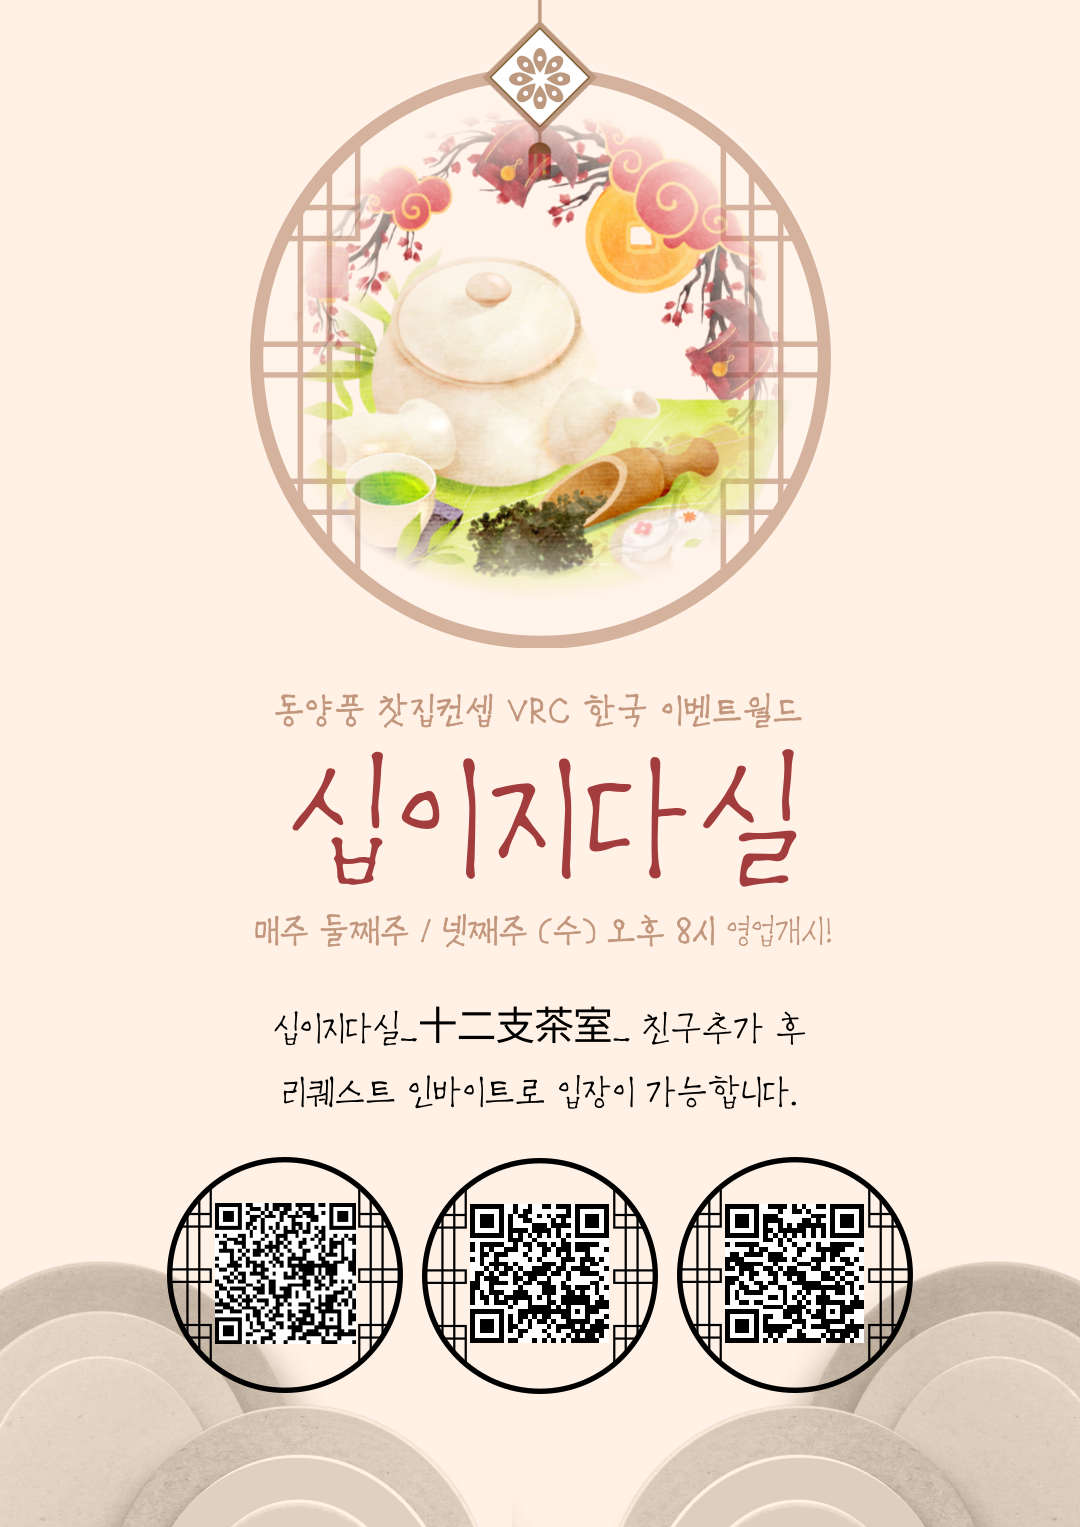 동양풍 찻집컨셉 VRC 한국 이벤트월드
십이지다실
매주 둘째주 / 넷째주 (수) 오후 8시 영업개시!
십이지다실_十二支茶室_ 친구추가 후
리퀘스트 인바이트로 입장이 가능합니다.